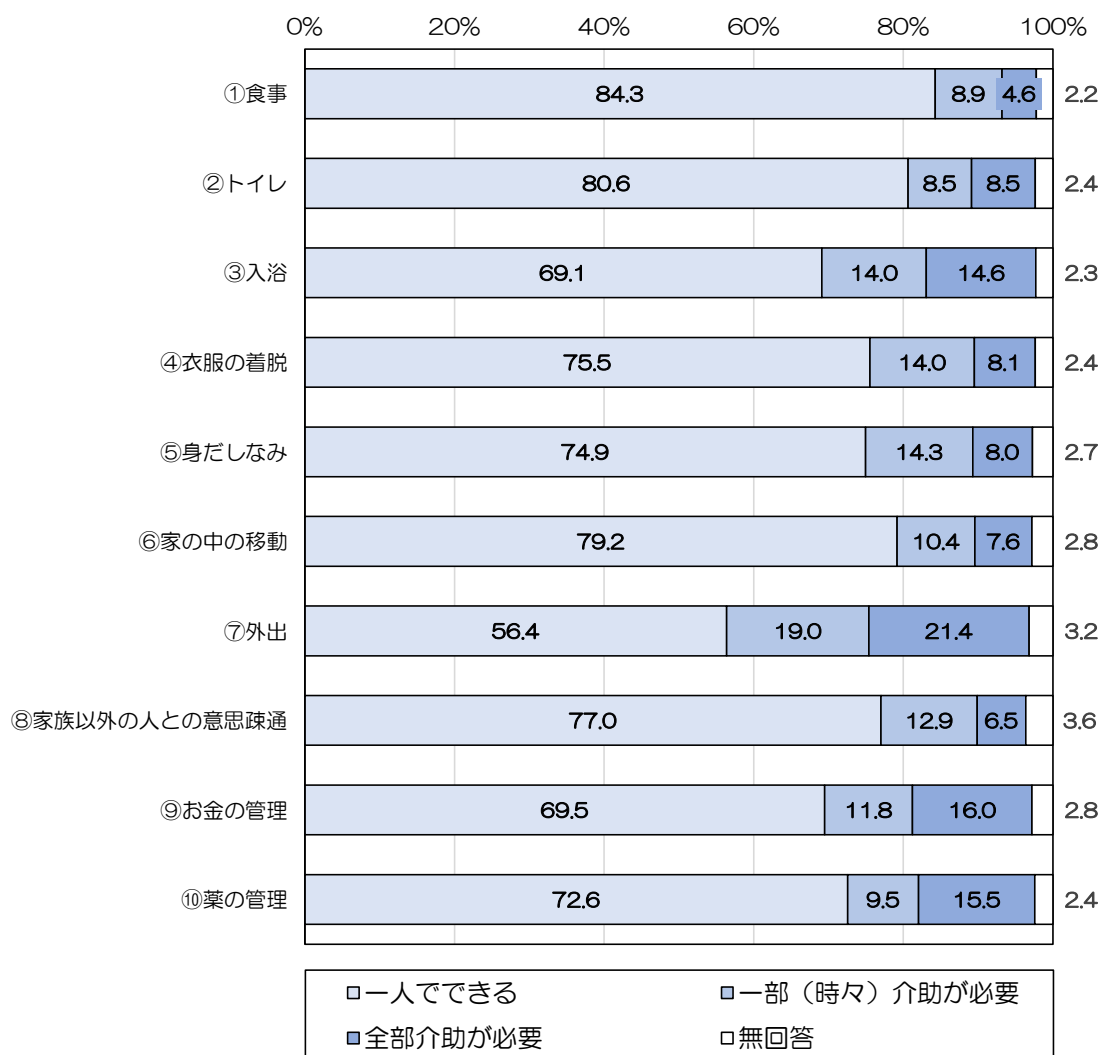 0% 20% 40% 60% 80% 100%
①食事 84.3 8.9 4.6 2.2
②トイレ 80.6 8.5 8.5 2.4
③入浴 69.1 14.0 14.6 2.3
④衣服の着脱 75.5 14.0 8.1 2.4
⑤身だしなみ 74.9 14.3 8.0 2.7
⑥家の中の移動 79.2 10.4 7.6 2.8
⑦外出 56.4 19.0 21.4 3.2
⑧家族以外の人との意思疎通 77.0 12.9 6.5 3.6
⑨お金の管理 69.5 11.8 16.0 2.8
⑩薬の管理 72.6 9.5 15.5 2.4
一人でできる 一部（時々）介助が必要
全部介助が必要 無回答